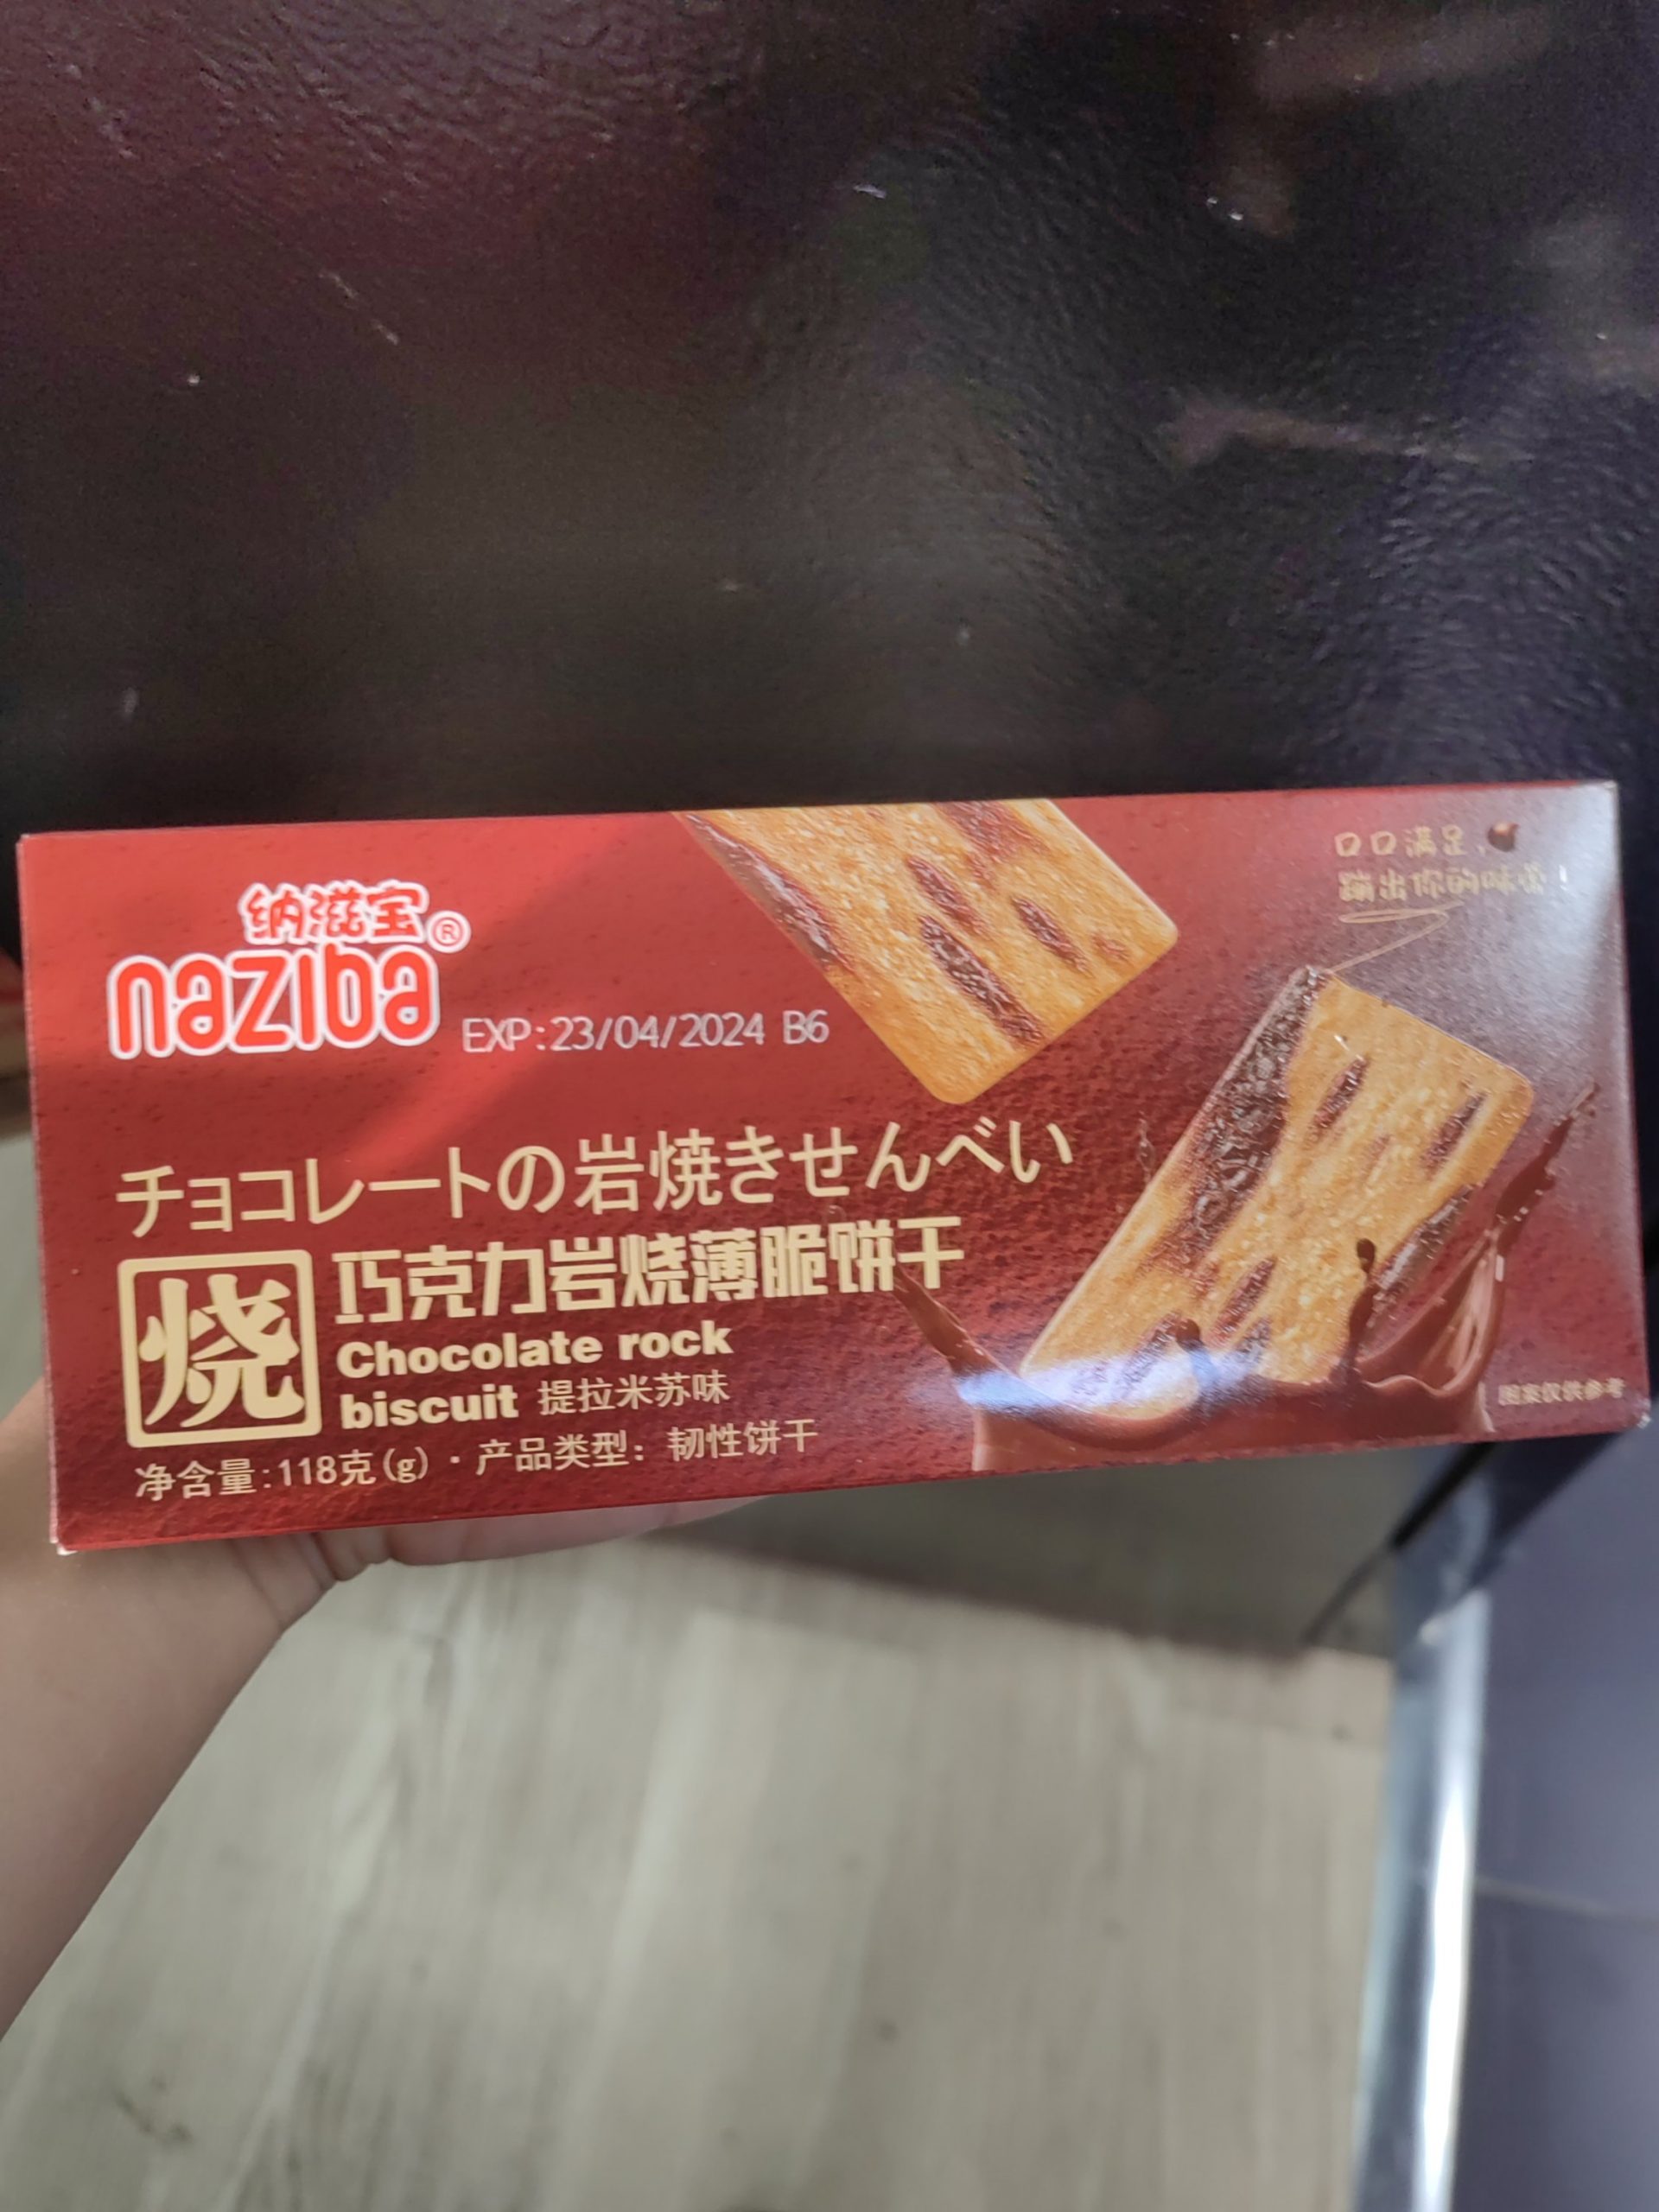 纳滋宝®
naziba
EXP:23/04/2024 B6
口口满足,
蹦出你的味蕾!
チョコレートの岩焼きせんべい
烧
巧克力岩烧薄脆饼干
Chocolate rock
biscuit 提拉米苏味
净含量:118克(g)·产品类型:韧性饼干
图案仅供参考